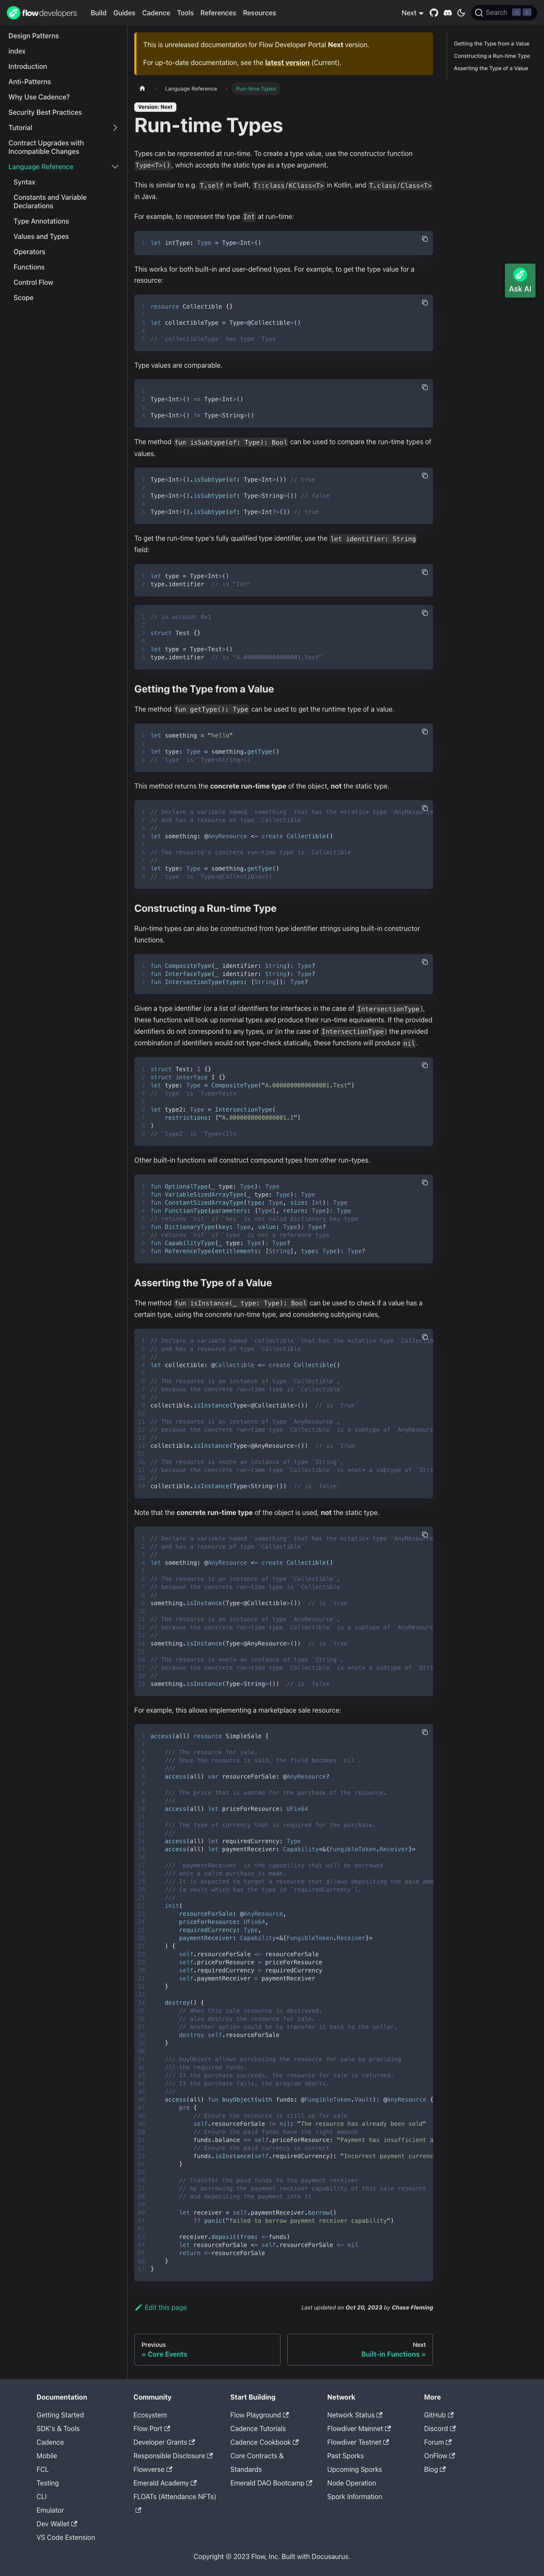 flow developers
Build
Guides
Cadence
Tools
References
Resources
Next
Search
Design Patterns
index
Introduction
Anti-Patterns
Why Use Cadence?
Security Best Practices
Tutorial
Contract Upgrades with
Incompatible Changes
Language Reference
Syntax
Constants and Variable
Declarations
Type Annotations
Values and Types
Operators
Functions
Control Flow
Scope
This is unreleased documentation for Flow Developer Portal Next version.
For up-to-date documentation, see the latest version (Current).
Language Reference
Run-time Types
Version: Next
Run-time Types
Types can be represented at run-time. To create a type value, use the constructor function
Type<T>(), which accepts the static type as a type argument.
This is similar to e.g. T.self in Swift, T::class/KClass<T> in Kotlin, and T.class/Class<T>
in Java.
For example, to represent the type Int at run-time:
let intType: Type = Type<Int>()
This works for both built-in and user-defined types. For example, to get the type value for a
resource:
resource Collectible {}
let collectibleType = Type<@Collectible>()
// `collectibleType` has type `Type`
Type values are comparable.
Type<Int>() == Type<Int>()
Type<Int>() != Type<String>()
The method fun isSubtype(of: Type): Bool can be used to compare the run-time types of
values.
Type<Int>().isSubtype(of: Type<Int>()) // true
Type<Int>().isSubtype(of: Type<String>()) // false
Type<Int>().isSubtype(of: Type<Int?>()) // true
To get the run-time type's fully qualified type identifier, use the let identifier: String
field:
let type = Type<Int>()
type.identifier // is "Int"
// in account 0x1
struct Test {}
let type = Type<Test>()
type.identifier // is "A.0000000000000001.Test"
Getting the Type from a Value
The method fun getType(): Type can be used to get the runtime type of a value.
let something = "hello"
let type: Type = something.getType()
// `type` is `Type<String>()`
This method returns the concrete run-time type of the object, not the static type.
// Declare a variable named `something` that has the *static* type `AnyResource
// and has a resource of type `Collectible`
//
let something: @AnyResource <- create Collectible()
// The resource's concrete run-time type is `Collectible`
//
let type: Type = something.getType()
// `type` is `Type<@Collectible>()`
Constructing a Run-time Type
Run-time types can also be constructed from type identifier strings using built-in constructor
functions.
fun CompositeType(_ identifier: String): Type?
fun InterfaceType(_ identifier: String): Type?
fun IntersectionType(types: [String]): Type?
Given a type identifier (or a list of identifiers for interfaces in the case of IntersectionType),
these functions will look up nominal types and produce their run-time equivalents. If the provided
identifiers do not correspond to any types, or (in the case of IntersectionType) the provided
combination of identifiers would not type-check statically, these functions will produce nil.
struct Test: I {}
struct interface I {}
let type: Type = CompositeType("A.0000000000000001.Test")
// `type` is `Type<Test>`
let type2: Type = IntersectionType(
restrictions: ["A.0000000000000001.I"]
)
// `type2` is `Type<{I}>`
Other built-in functions will construct compound types from other run-types.
fun OptionalType(_ type: Type): Type
fun VariableSizedArrayType(_ type: Type): Type
fun ConstantSizedArrayType(type: Type, size: Int): Type
fun FunctionType(parameters: [Type], return: Type): Type
// returns `nil` if `key` is not valid dictionary key type
fun DictionaryType(key: Type, value: Type): Type?
// returns `nil` if `type` is not a reference type
fun CapabilityType(_ type: Type): Type?
fun ReferenceType(entitlements: [String], type: Type): Type?
Asserting the Type of a Value
The method fun isInstance(_ type: Type): Bool can be used to check if a value has a
certain type, using the concrete run-time type, and considering subtyping rules,
// Declare a variable named `collectible` that has the *static* type `Collectib
// and has a resource of type `Collectible`
//
let collectible: @Collectible <- create Collectible()
// The resource is an instance of type `Collectible`,
// because the concrete run-time type is `Collectible`
//
collectible.isInstance(Type<@Collectible>()) // is `true`
// The resource is an instance of type `AnyResource`,
// because the concrete run-time type `Collectible` is a subtype of `AnyResourc
//
collectible.isInstance(Type<@AnyResource>()) // is `true`
// The resource is *not* an instance of type `String`,
// because the concrete run-time type `Collectible` is *not* a subtype of `Stri
//
collectible.isInstance(Type<String>()) // is `false`
Note that the concrete run-time type of the object is used, not the static type.
// Declare a variable named `something` that has the *static* type `AnyResource
// and has a resource of type `Collectible`
//
let something: @AnyResource <- create Collectible()
// The resource is an instance of type `Collectible`,
// because the concrete run-time type is `Collectible`
//
something.isInstance(Type<@Collectible>()) // is `true`
// The resource is an instance of type `AnyResource`,
// because the concrete run-time type `Collectible` is a subtype of `AnyResourc
//
something.isInstance(Type<@AnyResource>()) // is `true`
// The resource is *not* an instance of type `String`,
// because the concrete run-time type `Collectible` is *not* a subtype of `Stri
//
something.isInstance(Type<String>()) // is `false`
For example, this allows implementing a marketplace sale resource:
access(all) resource SimpleSale {
/// The resource for sale.
/// Once the resource is sold, the field becomes `nil`.
///
access(all) var resourceForSale: @AnyResource?
/// The price that is wanted for the purchase of the resource.
///
access(all) let priceForResource: UFix64
/// The type of currency that is required for the purchase.
///
access(all) let requiredCurrency: Type
access(all) let paymentReceiver: Capability<&{FungibleToken.Receiver}>
/// `paymentReceiver` is the capability that will be borrowed
/// once a valid purchase is made.
/// It is expected to target a resource that allows depositing the paid amo
/// (a vault which has the type in `requiredCurrency`).
///
init(
resourceForSale: @AnyResource,
priceForResource: UFix64,
requiredCurrency: Type,
paymentReceiver: Capability<&{FungibleToken.Receiver}>
) {
self.resourceForSale <- resourceForSale
self.priceForResource = priceForResource
self.requiredCurrency = requiredCurrency
self.paymentReceiver = paymentReceiver
}
destroy() {
// When this sale resource is destroyed,
// also destroy the resource for sale.
// Another option could be to transfer it back to the seller.
destroy self.resourceForSale
}
/// buyObject allows purchasing the resource for sale by providing
/// the required funds.
/// If the purchase succeeds, the resource for sale is returned.
/// If the purchase fails, the program aborts.
///
access(all) fun buyObject(with funds: @FungibleToken.Vault): @AnyResource {
pre {
// Ensure the resource is still up for sale
self.resourceForSale != nil: "The resource has already been sold"
// Ensure the paid funds have the right amount
funds.balance == self.priceForResource: "Payment has insufficient a
// Ensure the paid currency is correct
funds.isInstance(self.requiredCurrency): "Incorrect payment currenc
}
// Transfer the paid funds to the payment receiver
// by borrowing the payment receiver capability of this sale resource
// and depositing the payment into it
let receiver = self.paymentReceiver.borrow()
?? panic("failed to borrow payment receiver capability")
receiver.deposit(from: <-funds)
let resourceForSale <- self.resourceForSale <- nil
return <-resourceForSale
}
}
Edit this page
Last updated on Oct 20, 2023 by Chase Fleming
Previous
« Core Events
Next
Built-in Functions »
Getting the Type from a Value
Constructing a Run-time Type
Asserting the Type of a Value
Ask AI
Documentation
Getting Started
SDK's & Tools
Cadence
Mobile
FCL
Testing
CLI
Emulator
Dev Wallet
VS Code Extension
Community
Ecosystem
Flow Port
Developer Grants
Responsible Disclosure
Flowverse
Emerald Academy
FLOATs (Attendance NFTs)
Start Building
Flow Playground
Cadence Tutorials
Cadence Cookbook
Core Contracts &
Standards
Emerald DAO Bootcamp
Network
Network Status
Flowdiver Mainnet
Flowdiver Testnet
Past Sporks
Upcoming Sporks
Node Operation
Spork Information
More
GitHub
Discord
Forum
OnFlow
Blog
Copyright © 2023 Flow, Inc. Built with Docusaurus.